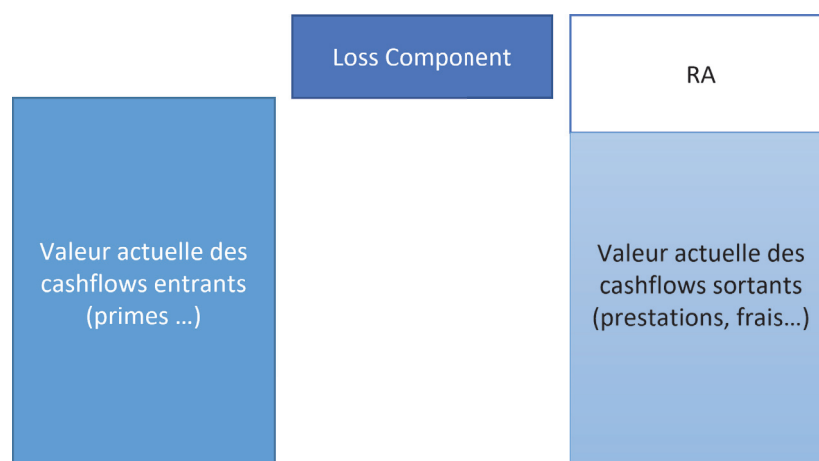 Loss Component
RA
Valeur actuelle des
cashflows entrants
(primes …)
Valeur actuelle des
cashflows sortants
(prestations, frais…)